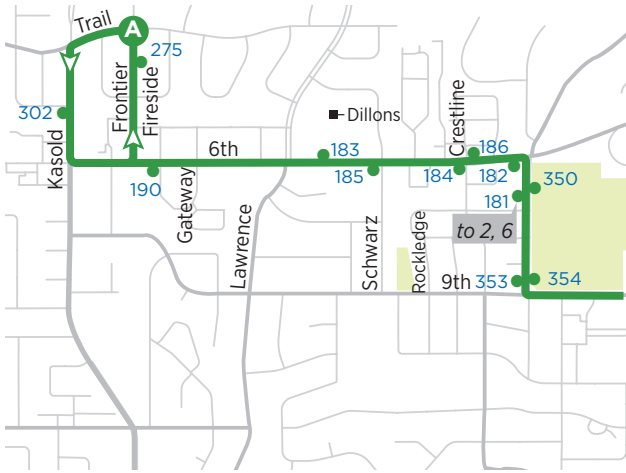 Trail
A
275
302
Frontier
Fireside
Kasold
Dillons
Crestline
6th
183
186
190
185
184
182
350
181
Gateway
Lawrence
Schwarz
Rockledge
to 2, 6
9th
353
354